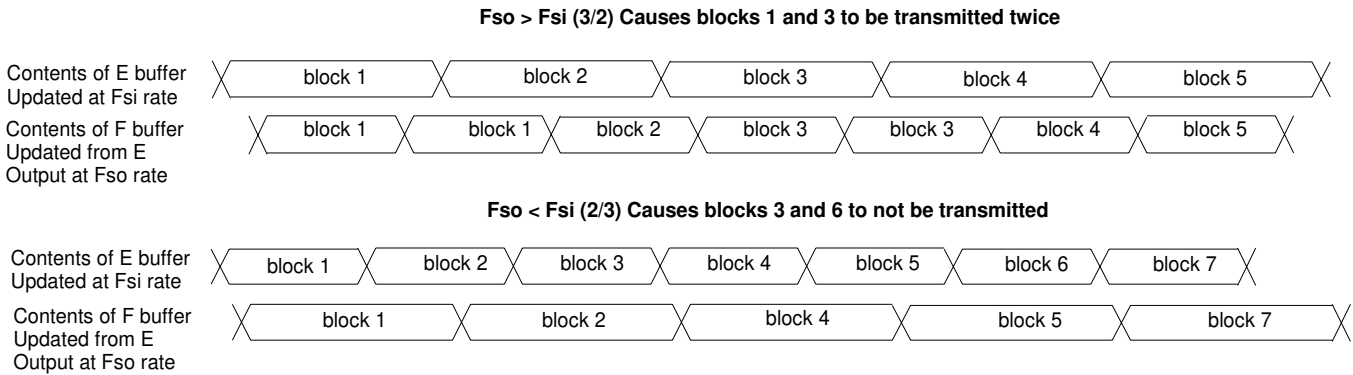 Fso > Fsi (3/2) Causes blocks 1 and 3 to be transmitted twice
Contents of E buffer
Updated at Fsi rate
block 1 block 2 block 3 block 4 block 5
Contents of F buffer
Updated from E
Output at Fso rate
block 1 block 1 block 2 block 3 block 3 block 4 block 5
Fso < Fsi (2/3) Causes blocks 3 and 6 to not be transmitted
Contents of E buffer
Updated at Fsi rate
block 1 block 2 block 3 block 4 block 5 block 6 block 7
Contents of F buffer
Updated from E
Output at Fso rate
block 1 block 2 block 4 block 5 block 7